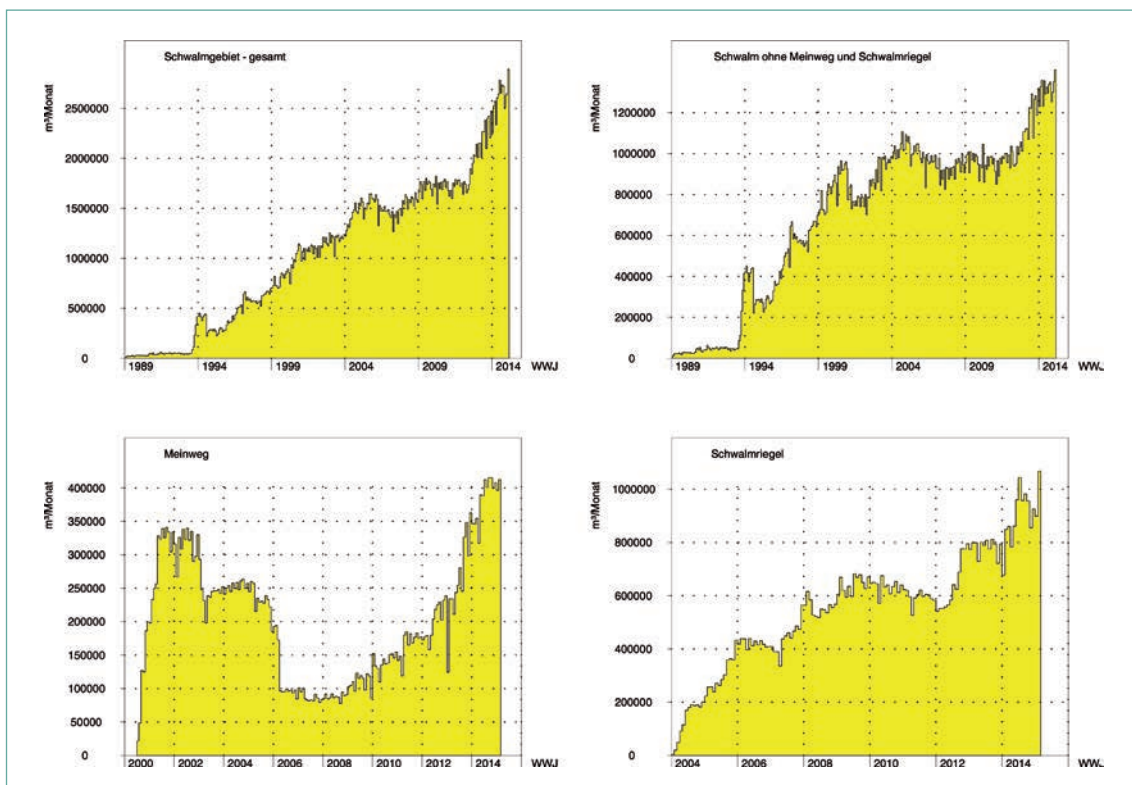 Schwalmgebiet - gesamt
m³/Monat
2500000
2000000
1500000
1000000
500000
0
1989 1994 1999 2004 2009 2014 WWJ
Schwalm ohne Meinweg und Schwalmriegel
m³/Monat
1200000
1000000
800000
600000
400000
200000
0
1989 1994 1999 2004 2009 2014 WWJ
Meinweg
m³/Monat
400000
350000
300000
250000
200000
150000
100000
50000
0
2000 2002 2004 2006 2008 2010 2012 2014 WWJ
Schwalmriegel
m³/Monat
1000000
800000
600000
400000
200000
0
2004 2006 2008 2010 2012 2014 WWJ